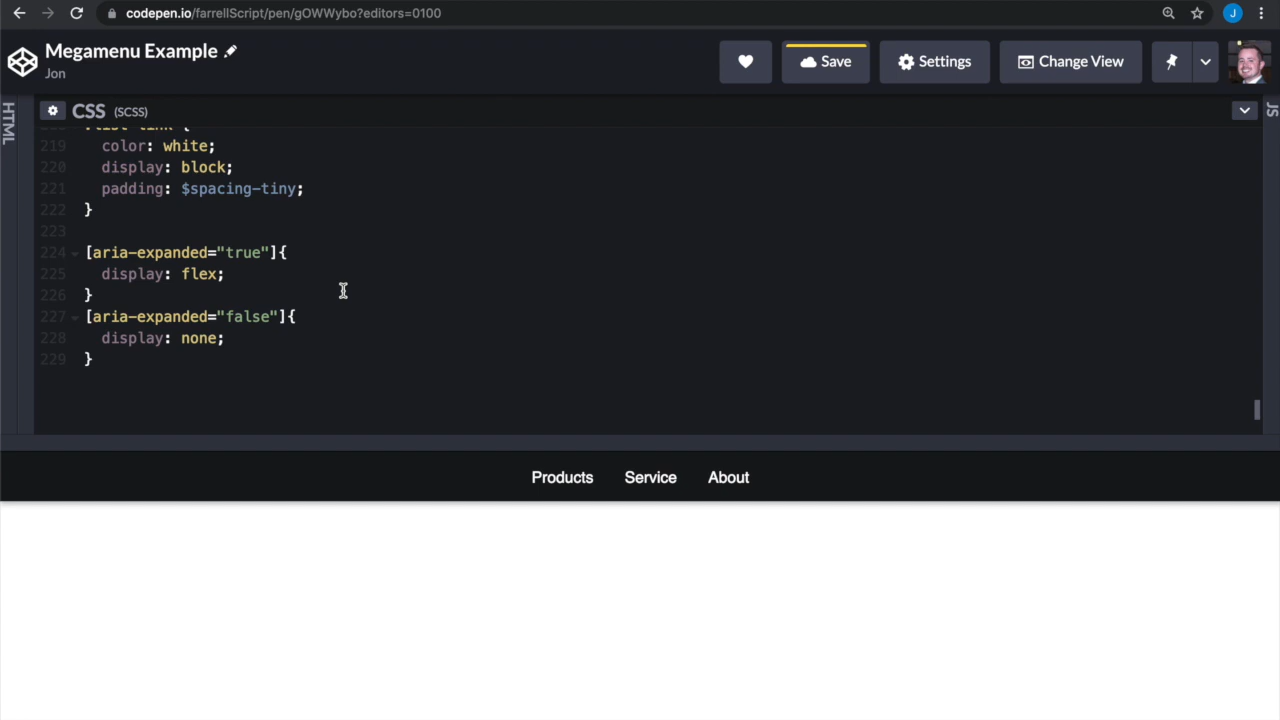 codepen.io/farrellScript/pen/gOWWybo?editors=0100
J
Megamenu Example
Jon
Save
Settings
Change View
HTML
CSS (SCSS)
JS
219 color: white;
220 display: block;
221 padding: $spacing-tiny;
222 }
223
224 [aria-expanded="true"]{
225 display: flex;
226 }
227 [aria-expanded="false"]{
228 display: none;
229 }
Products Service About